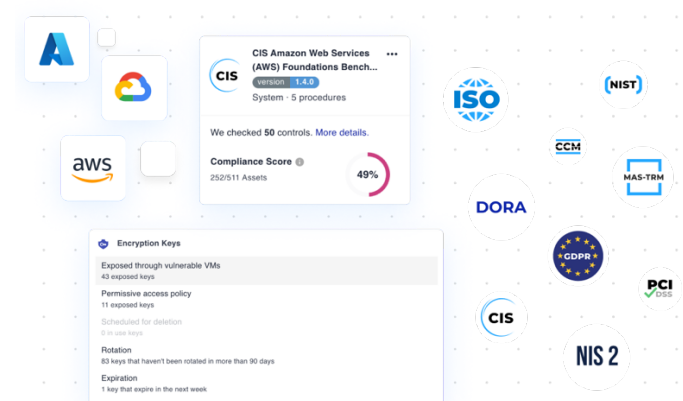 aws
CIS
CIS Amazon Web Services
(AWS) Foundations Bench...
version 1.4.0
System · 5 procedures
We checked 50 controls. More details.
Compliance Score
252/511 Assets
49%
Encryption Keys
Exposed through vulnerable VMs
43 exposed keys
Permissive access policy
11 exposed keys
Scheduled for deletion
0 in use keys
Rotation
83 keys that haven't been rotated in more than 90 days
Expiration
1 key that expire in the next week
ISO
NIST
CCM
MAS-TRM
DORA
GDPR
PCI
DSS
CIS
NIS 2